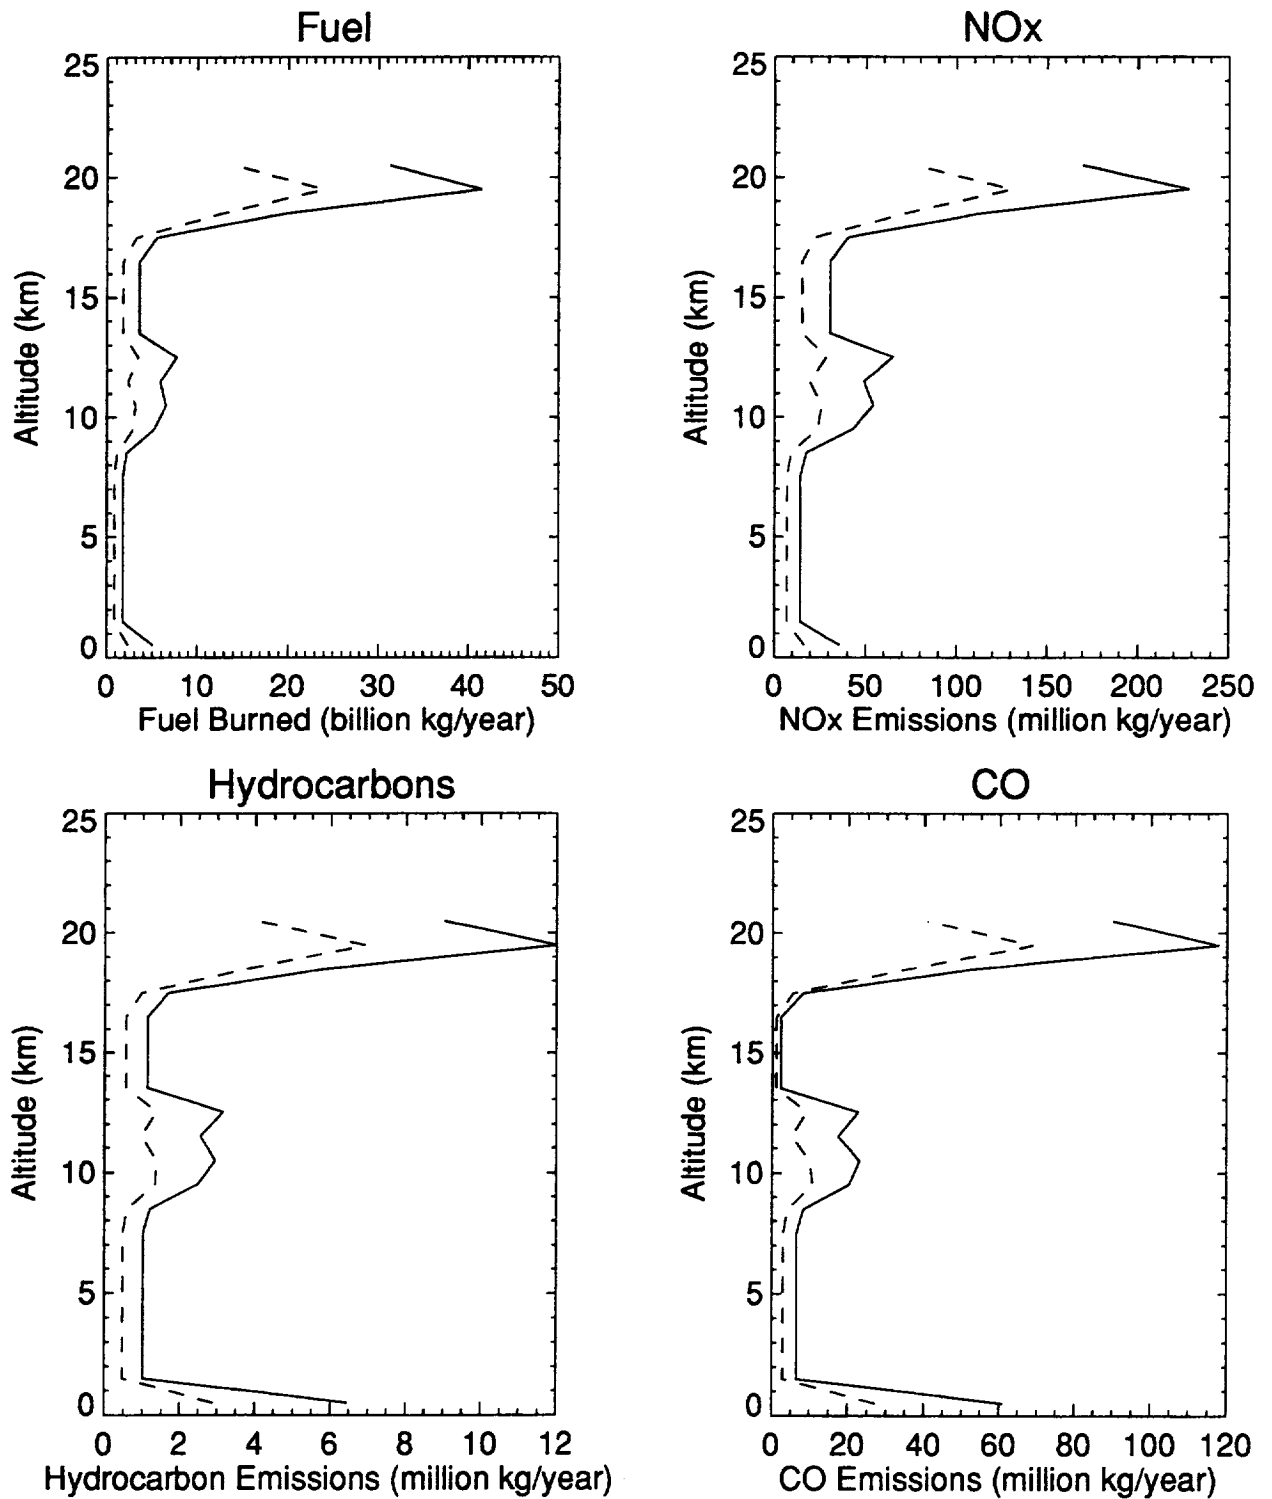 Fuel
25
20
15
10
5
0
Altitude (km)
0 10 20 30 40 50
Fuel Burned (billion kg/year)
NOx
25
20
15
10
5
0
Altitude (km)
0 50 100 150 200 250
NOx Emissions (million kg/year)
Hydrocarbons
25
20
15
10
5
0
Altitude (km)
0 2 4 6 8 10 12
Hydrocarbon Emissions (million kg/year)
CO
25
20
15
10
5
0
Altitude (km)
0 20 40 60 80 100 120
CO Emissions (million kg/year)